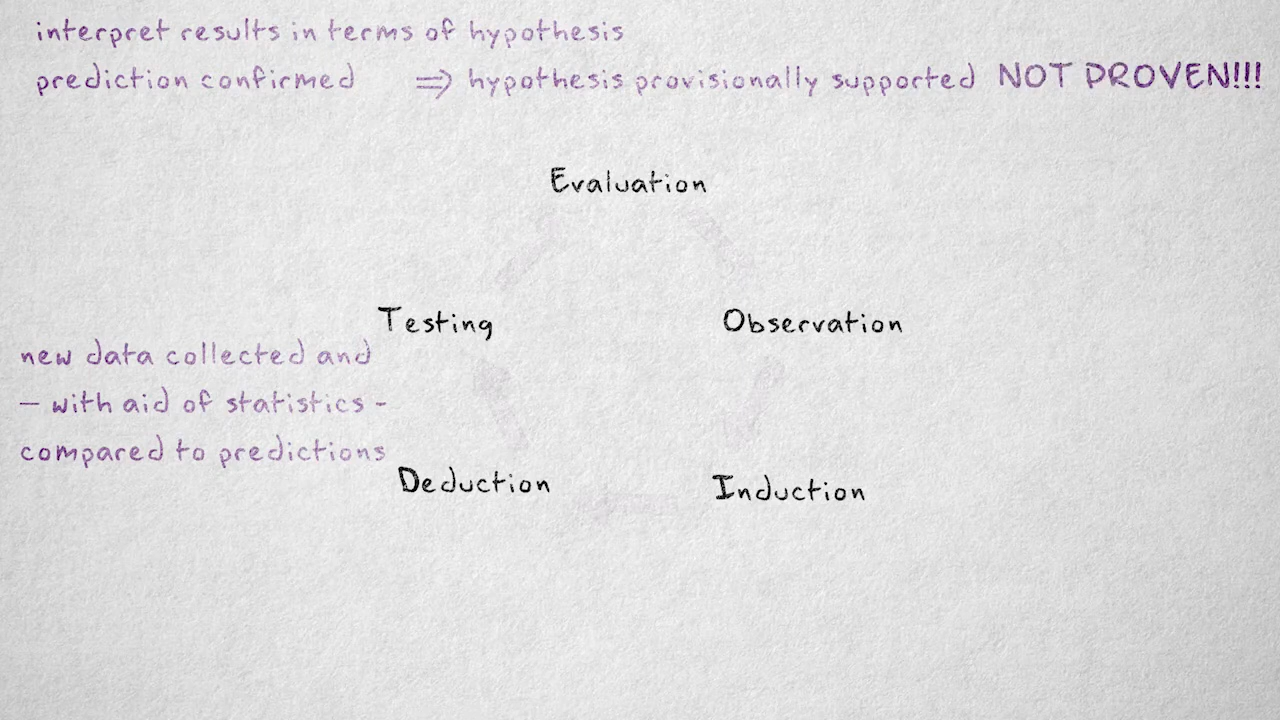 interpret results in terms of hypothesis
prediction confirmed ⇒ hypothesis provisionally supported NOT PROVEN!!!
Evaluation
Testing
Observation
new data collected and
– with aid of statistics -
compared to predictions
Deduction
Induction